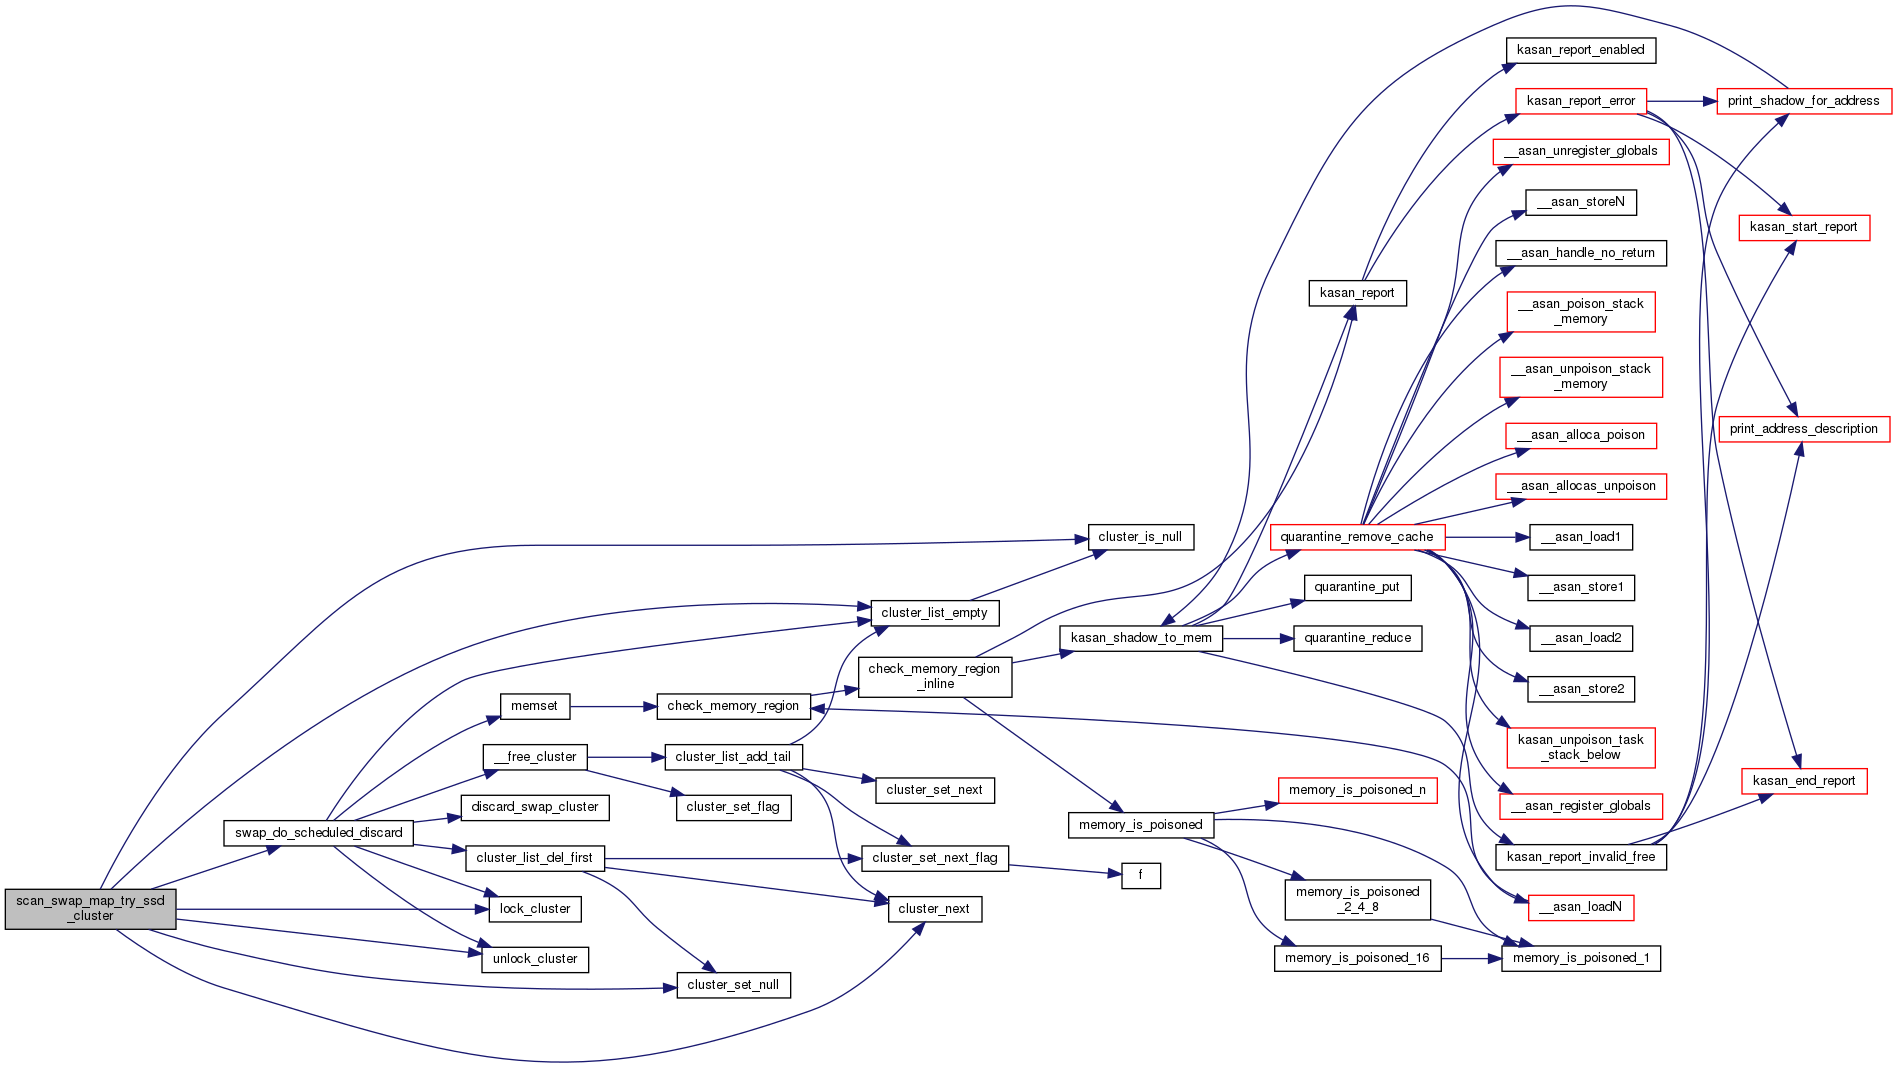 scan_swap_map_try_ssd
_cluster
swap_do_scheduled_discard
memset
__free_cluster
discard_swap_cluster
cluster_list_del_first
lock_cluster
unlock_cluster
check_memory_region
cluster_list_add_tail
cluster_set_flag
cluster_set_null
cluster_list_empty
check_memory_region
_inline
cluster_set_next
cluster_set_next_flag
cluster_next
cluster_is_null
kasan_shadow_to_mem
memory_is_poisoned
f
kasan_report
quarantine_remove_cache
quarantine_put
quarantine_reduce
memory_is_poisoned_n
memory_is_poisoned
_2_4_8
memory_is_poisoned_16
kasan_report_enabled
kasan_report_error
__asan_unregister_globals
__asan_storeN
__asan_handle_no_return
__asan_poison_stack
_memory
__asan_unpoison_stack
_memory
__asan_alloca_poison
__asan_allocas_unpoison
__asan_load1
__asan_store1
__asan_load2
__asan_store2
kasan_unpoison_task
_stack_below
__asan_register_globals
kasan_report_invalid_free
__asan_loadN
memory_is_poisoned_1
print_shadow_for_address
kasan_start_report
print_address_description
kasan_end_report